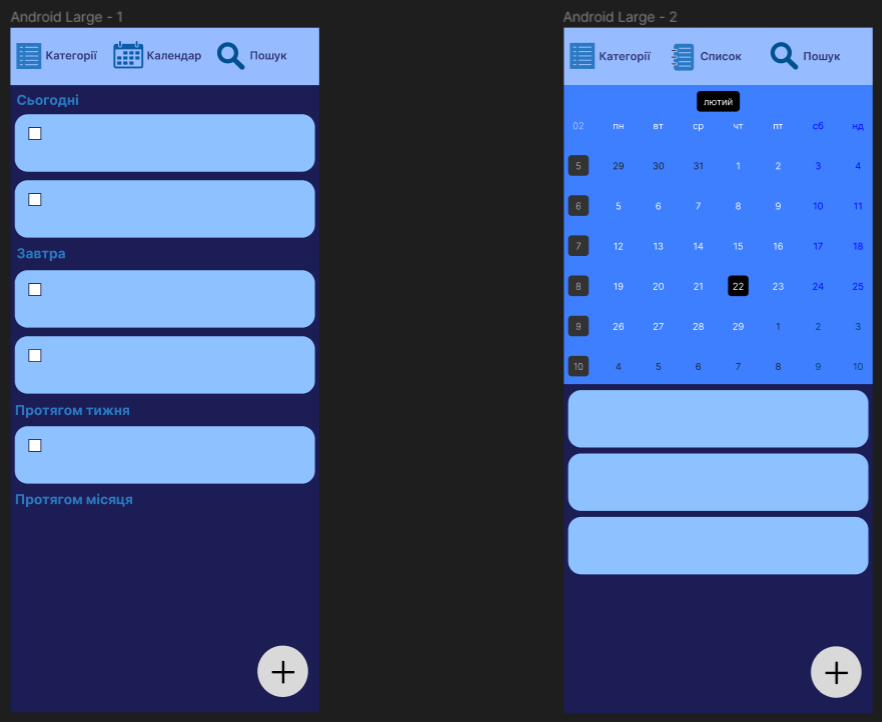 Android Large - 1
Категорії Календар Пошук
Сьогодні
Завтра
Протягом тижня
Протягом місяця
Android Large - 2
Категорії Список Пошук
лютий
02 пн вт ср чт пт сб нд
5 29 30 31 1 2 3 4
6 5 6 7 8 9 10 11
7 12 13 14 15 16 17 18
8 19 20 21 22 23 24 25
9 26 27 28 29 1 2 3
10 4 5 6 7 8 9 10